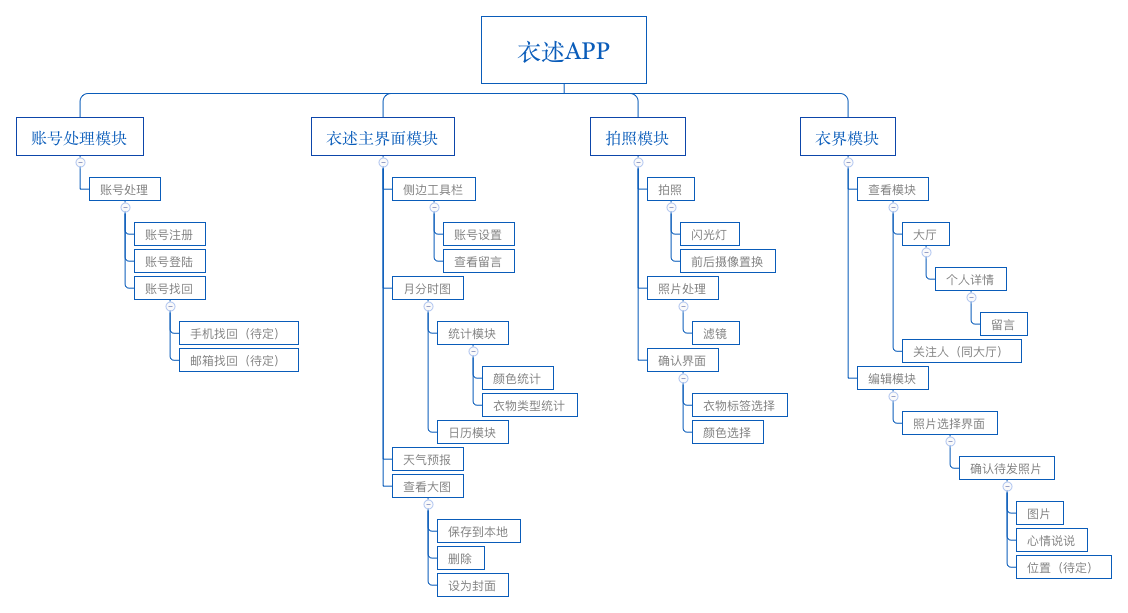 衣述APP
账号处理模块
账号处理
账号注册
账号登陆
账号找回
手机找回（待定）
邮箱找回（待定）
衣述主界面模块
侧边工具栏
账号设置
查看留言
月分时图
统计模块
颜色统计
衣物类型统计
日历模块
天气预报
查看大图
保存到本地
删除
设为封面
拍照模块
拍照
闪光灯
前后摄像置换
照片处理
滤镜
确认界面
衣物标签选择
颜色选择
衣界模块
查看模块
大厅
个人详情
留言
关注人（同大厅）
编辑模块
照片选择界面
确认待发照片
图片
心情说说
位置（待定）